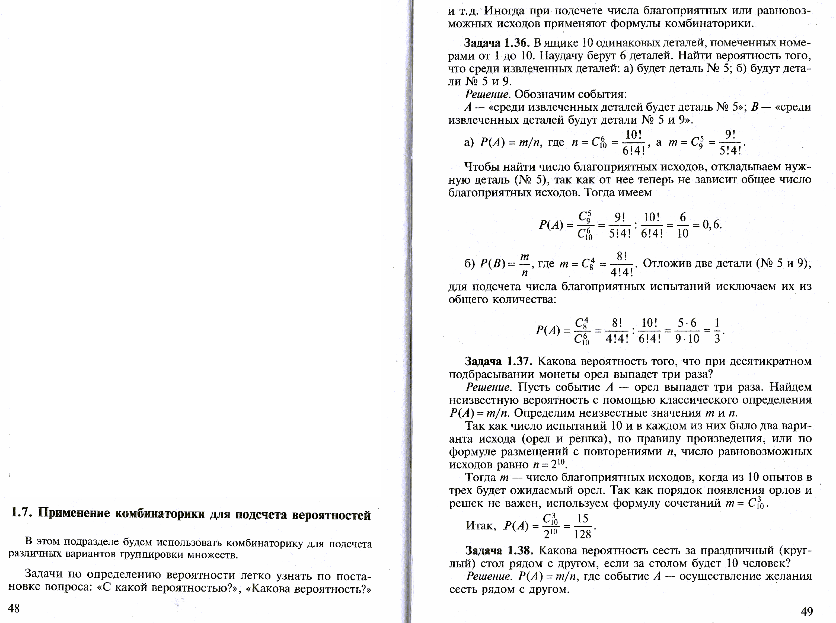 1.7. Применение комбинаторики для подсчета вероятностей
В этом подразделе будем использовать комбинаторику для подсчета
различных вариантов группировки множеств.
Задачи по определению вероятности легко узнать по поста-
новке вопроса: «С какой вероятностью?», «Какова вероятность?»
48
и т.д. Иногда при подсчете числа благоприятных или равновоз-
можных исходов применяют формулы комбинаторики.
Задача 1.36. В ящике 10 одинаковых деталей, помеченных номе-
рами от 1 до 10. Наудачу берут 6 деталей. Найти вероятность того,
что среди извлеченных деталей: а) будет деталь № 5; б) будут дета-
ли № 5 и 9.
Решение. Обозначим события:
A — «среди извлеченных деталей будет деталь № 5»; B — «среди
извлеченных деталей будут детали № 5 и 9».
а) P(A) = m/n, где n = C₁₀⁶ = 10!/(6!4!), а m = C₉⁵ = 9!/(5!4!).
Чтобы найти число благоприятных исходов, откладываем нуж-
ную деталь (№ 5), так как от нее теперь не зависит общее число
благоприятных исходов. Тогда имеем
P(A) = C₉⁵/C₁₀⁶ = 9!/(5!4!) : 10!/(6!4!) = 6/10 = 0,6.
б) P(B) = m/n, где m = C₈⁴ = 8!/(4!4!). Отложив две детали (№ 5 и 9),
для подсчета числа благоприятных испытаний исключаем их из
общего количества:
P(A) = C₈⁴/C₁₀⁶ = 8!/(4!4!) : 10!/(6!4!) = 5·6/(9·10) = 1/3.
Задача 1.37. Какова вероятность того, что при десятикратном
подбрасывании монеты орел выпадет три раза?
Решение. Пусть событие A — орел выпадет три раза. Найдем
неизвестную вероятность с помощью классического определения
P(A) = m/n. Определим неизвестные значения m и n.
Так как число испытаний 10 и в каждом из них было два вари-
анта исхода (орел и решка), по правилу произведения, или по
формуле размещений с повторениями n, число равновозможных
исходов равно n = 2¹⁰.
Тогда m — число благоприятных исходов, когда из 10 опытов в
трех будет ожидаемый орел. Так как порядок появления орлов и
решек не важен, используем формулу сочетаний m = C₁₀³.
Итак, P(A) = C₁₀³/2¹⁰ = 15/128.
Задача 1.38. Какова вероятность сесть за праздничный (круг-
лый) стол рядом с другом, если за столом будет 10 человек?
Решение. P(A) = m/n, где событие A — осуществление желания
сесть рядом с другом.
49